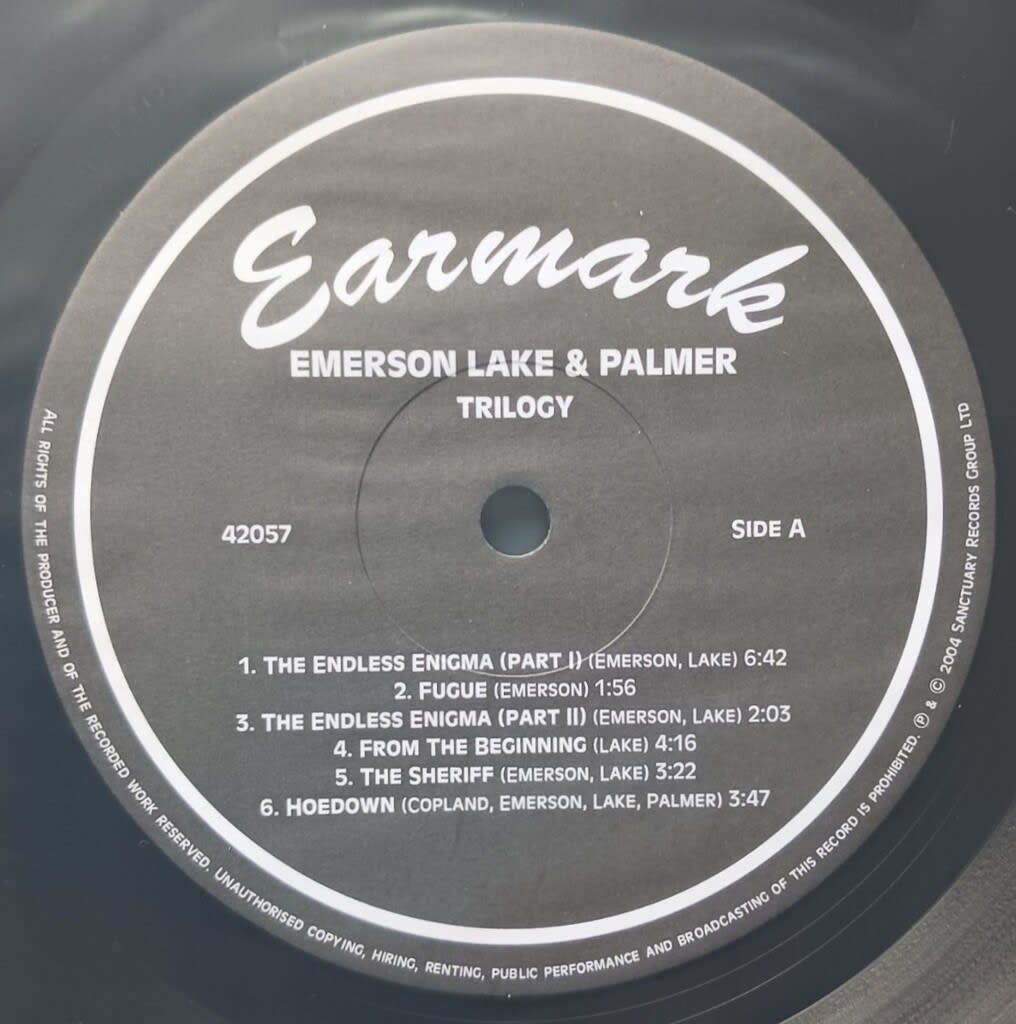 Earmark
EMERSON LAKE & PALMER
TRILOGY
42057
SIDE A
1. THE ENDLESS ENIGMA (PART I) (EMERSON, LAKE) 6:42
2. FUGUE (EMERSON) 1:56
3. THE ENDLESS ENIGMA (PART II) (EMERSON, LAKE) 2:03
4. FROM THE BEGINNING (LAKE) 4:16
5. THE SHERIFF (EMERSON, LAKE) 3:22
6. HOEDOWN (COPLAND, EMERSON, LAKE, PALMER) 3:47
ALL RIGHTS OF THE PRODUCER AND OF THE RECORDED WORK RESERVED. UNAUTHORISED COPYING, HIRING, RENTING, PUBLIC PERFORMANCE AND BROADCASTING OF THIS RECORD IS PROHIBITED. ℗ & © 2004 SANCTUARY RECORDS GROUP LTD